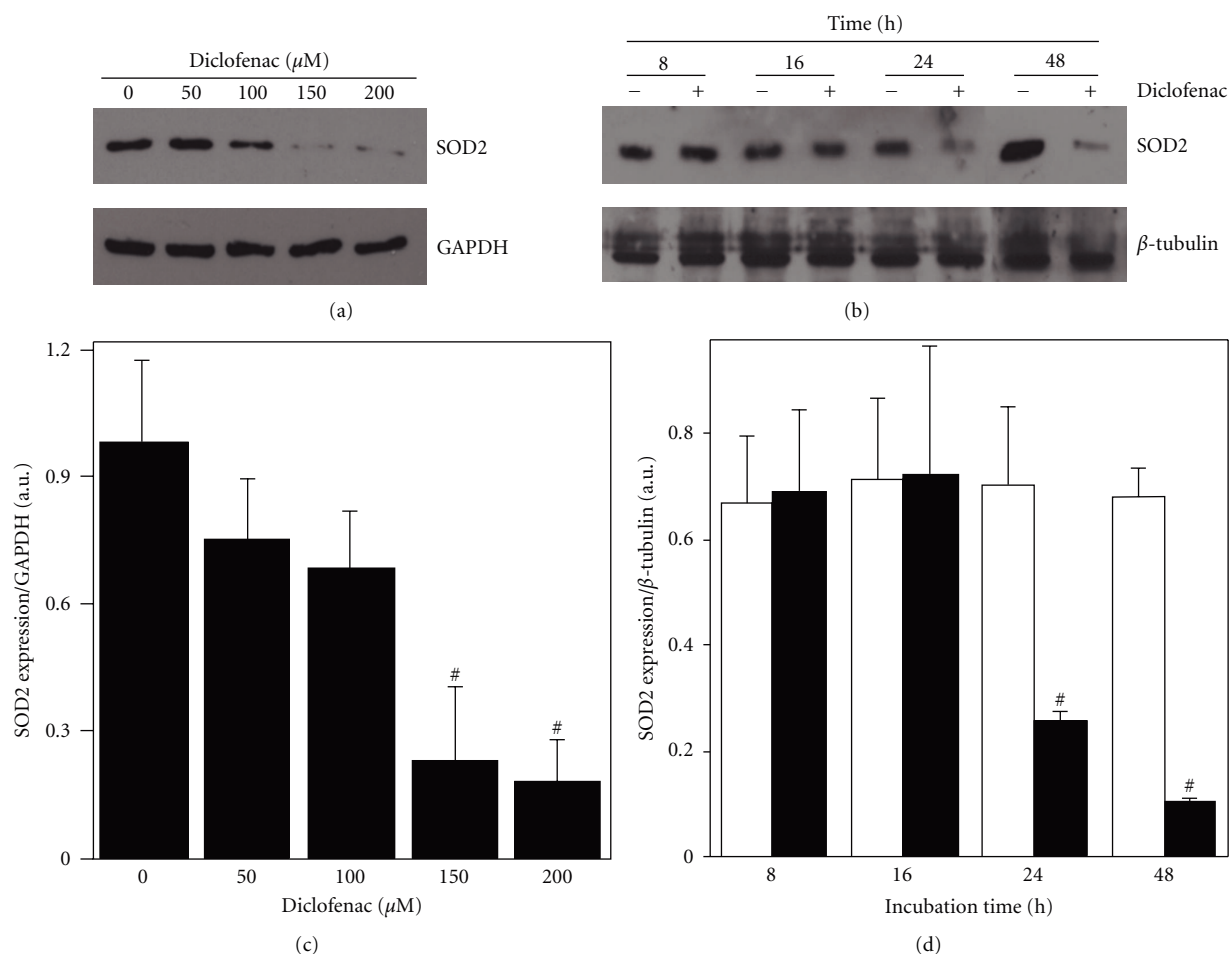 Diclofenac (μM)
0 50 100 150 200
SOD2
GAPDH
(a)
Time (h)
8 16 24 48
− + − + − + − + Diclofenac
SOD2
β-tubulin
(b)
SOD2 expression/GAPDH (a.u.)
1.2
0.9
0.6
0.3
0
# #
0 50 100 150 200
Diclofenac (μM)
(c)
SOD2 expression/β-tubulin (a.u.)
0.8
0.6
0.4
0.2
0
#
#
8 16 24 48
Incubation time (h)
(d)